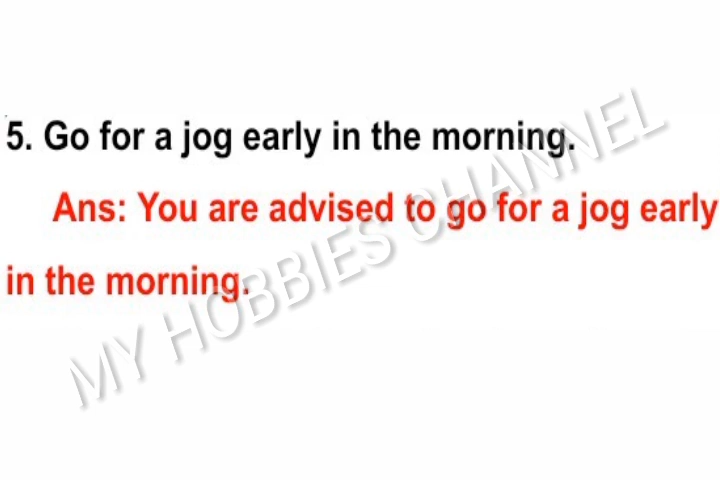 5. Go for a jog early in the morning.
Ans: You are advised to go for a jog early
in the morning.
MY HOBBIES CHANNEL